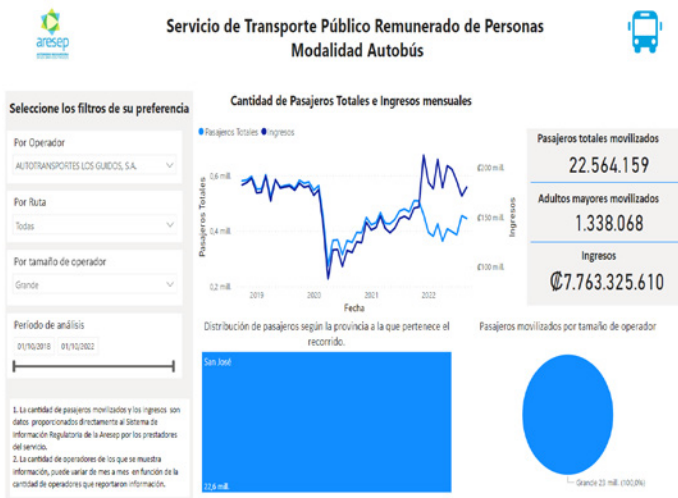 aresep
Servicio de Transporte Público Remunerado de Personas
Modalidad Autobús
Seleccione los filtros de su preferencia
Por Operador
AUTOTRANSPORTES LOS GUIDOS, S.A.
Por Ruta
Todas
Por tamaño de operador
Grande
Período de análisis
01/10/2018 01/10/2022
1. La cantidad de pasajeros movilizados y los ingresos son
datos proporcionados directamente al Sistema de
Información Regulatoria de la Aresep por los prestadores
del servicio.
2. La cantidad de operadores de los que se muestra
información, puede variar de mes a mes en función de la
cantidad de operadores que reportaron información.
Cantidad de Pasajeros Totales e Ingresos mensuales
Pasajeros Totales Ingresos
Pasajeros Totales
0,6 mill.
0,4 mill.
0,2 mill.
₡200 mill.
₡150 mill.
₡100 mill.
Ingresos
2019 2020 2021 2022
Fecha
Pasajeros totales movilizados
22.564.159
Adultos mayores movilizados
1.338.068
Ingresos
₡7.763.325.610
Distribución de pasajeros según la provincia a la que pertenece el
recorrido.
San José
22,6 mill.
Pasajeros movilizados por tamaño de operador
Grande 23 mill. (100,0%)